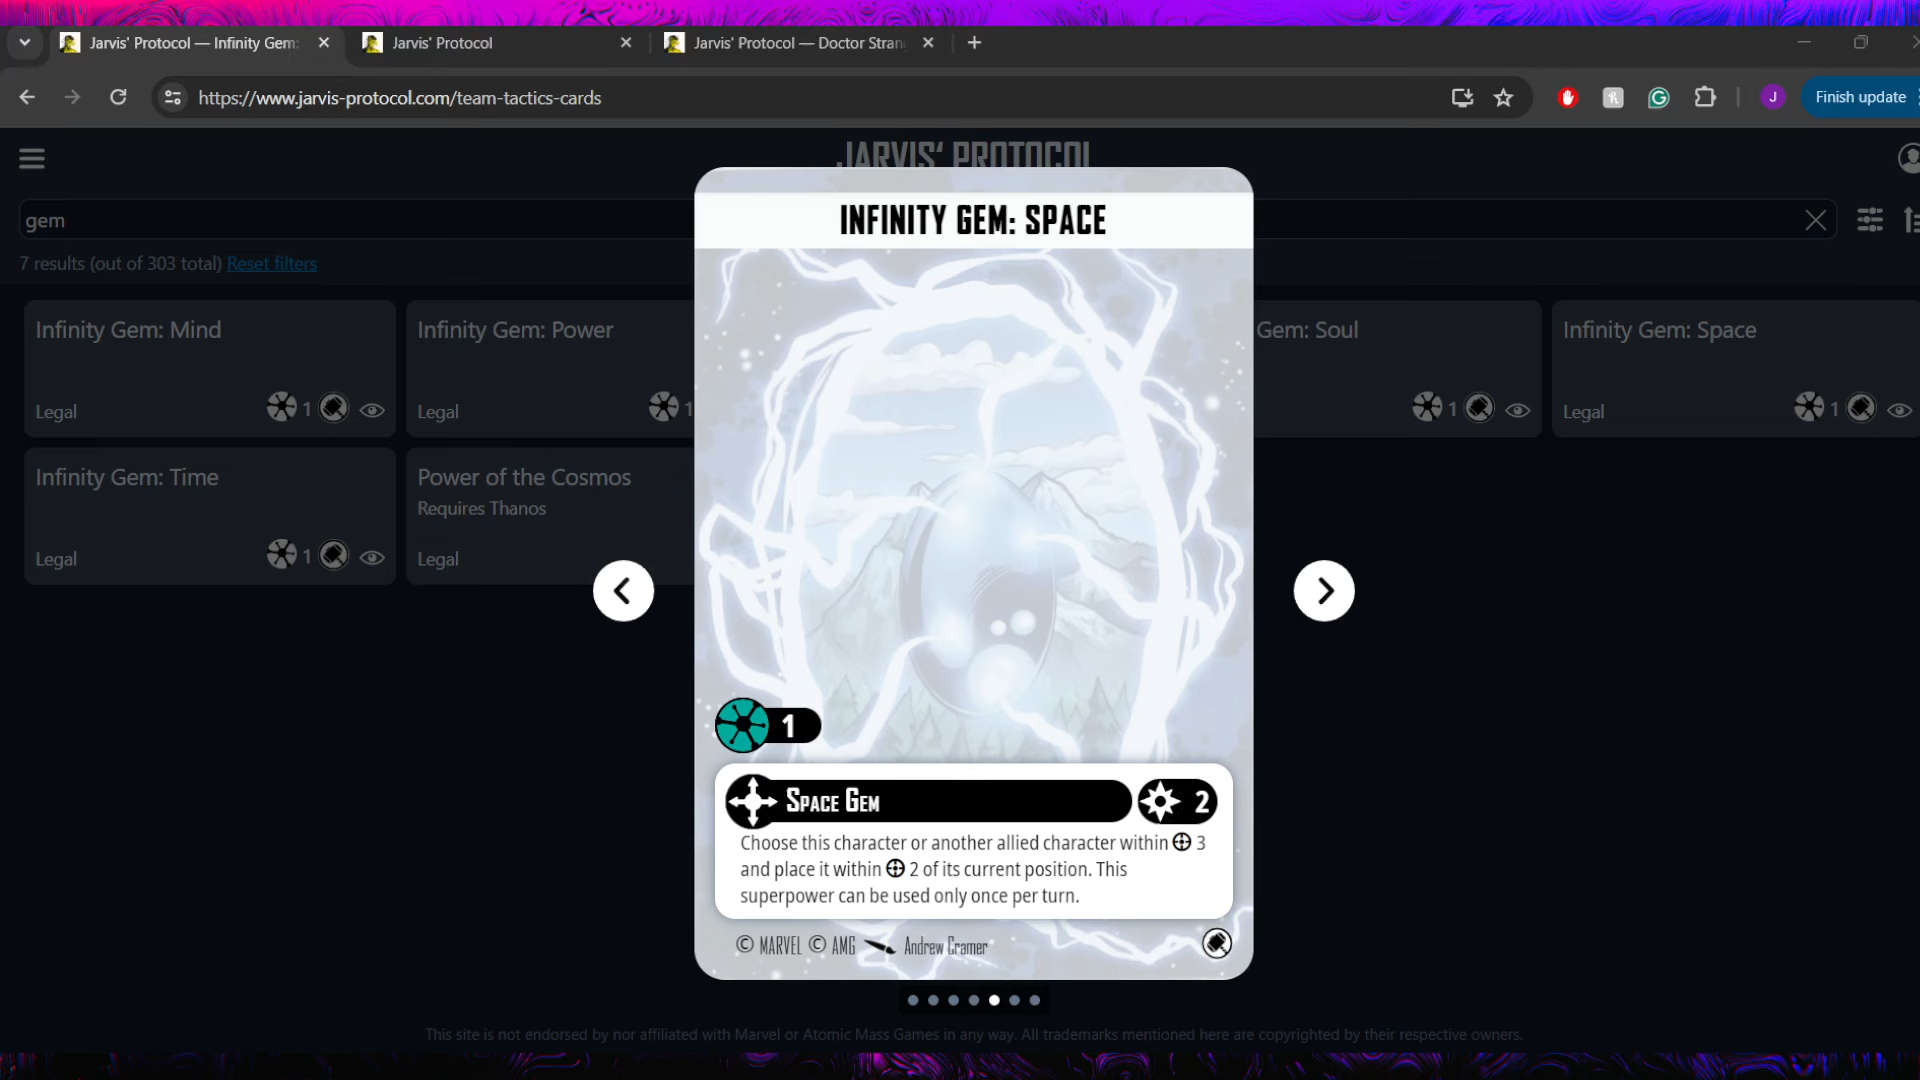 Jarvis' Protocol — Infinity Gem:
Jarvis' Protocol
Jarvis' Protocol — Doctor Stran
https://www.jarvis-protocol.com/team-tactics-cards
J
Finish update
JARVIS' PROTOCOL
gem
7 results (out of 303 total) Reset filters
Infinity Gem: Mind
Legal
1
Infinity Gem: Power
Legal
1
Gem: Soul
1
Infinity Gem: Space
Legal
1
Infinity Gem: Time
Legal
1
Power of the Cosmos
Requires Thanos
Legal
INFINITY GEM: SPACE
1
SPACE GEM
2
Choose this character or another allied character within 3
and place it within 2 of its current position. This
superpower can be used only once per turn.
© MARVEL © AMG Andrew Cramer
This site is not endorsed by nor affiliated with Marvel or Atomic Mass Games in any way. All trademarks mentioned here are copyrighted by their respective owners.